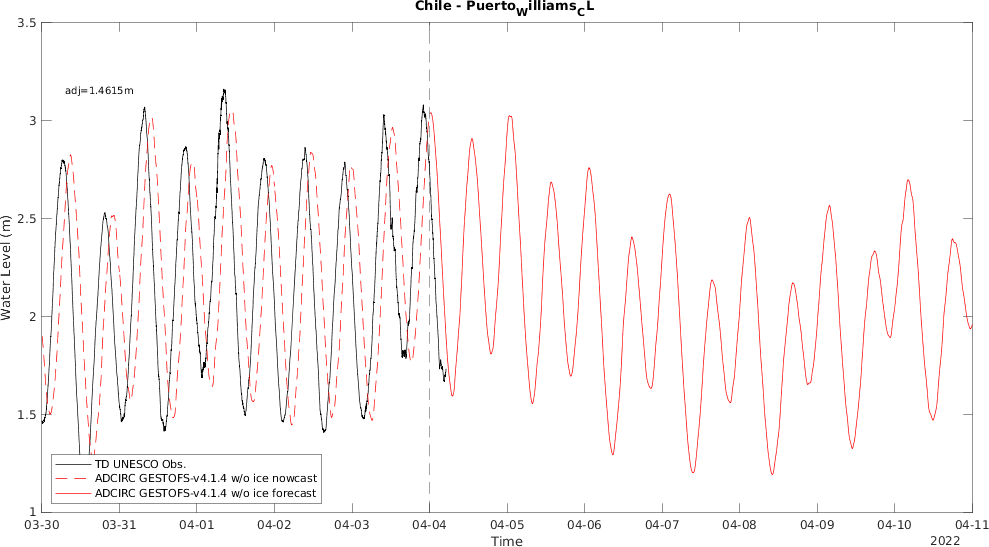 Chile - PuertoWilliamsCL
adj=1.4615m
3.5
3
2.5
2
1.5
1
Water Level (m)
TD UNESCO Obs.
ADCIRC GESTOFS-v4.1.4 w/o ice nowcast
ADCIRC GESTOFS-v4.1.4 w/o ice forecast
03-30 03-31 04-01 04-02 04-03 04-04 04-05 04-06 04-07 04-08 04-09 04-10 04-11
Time
2022